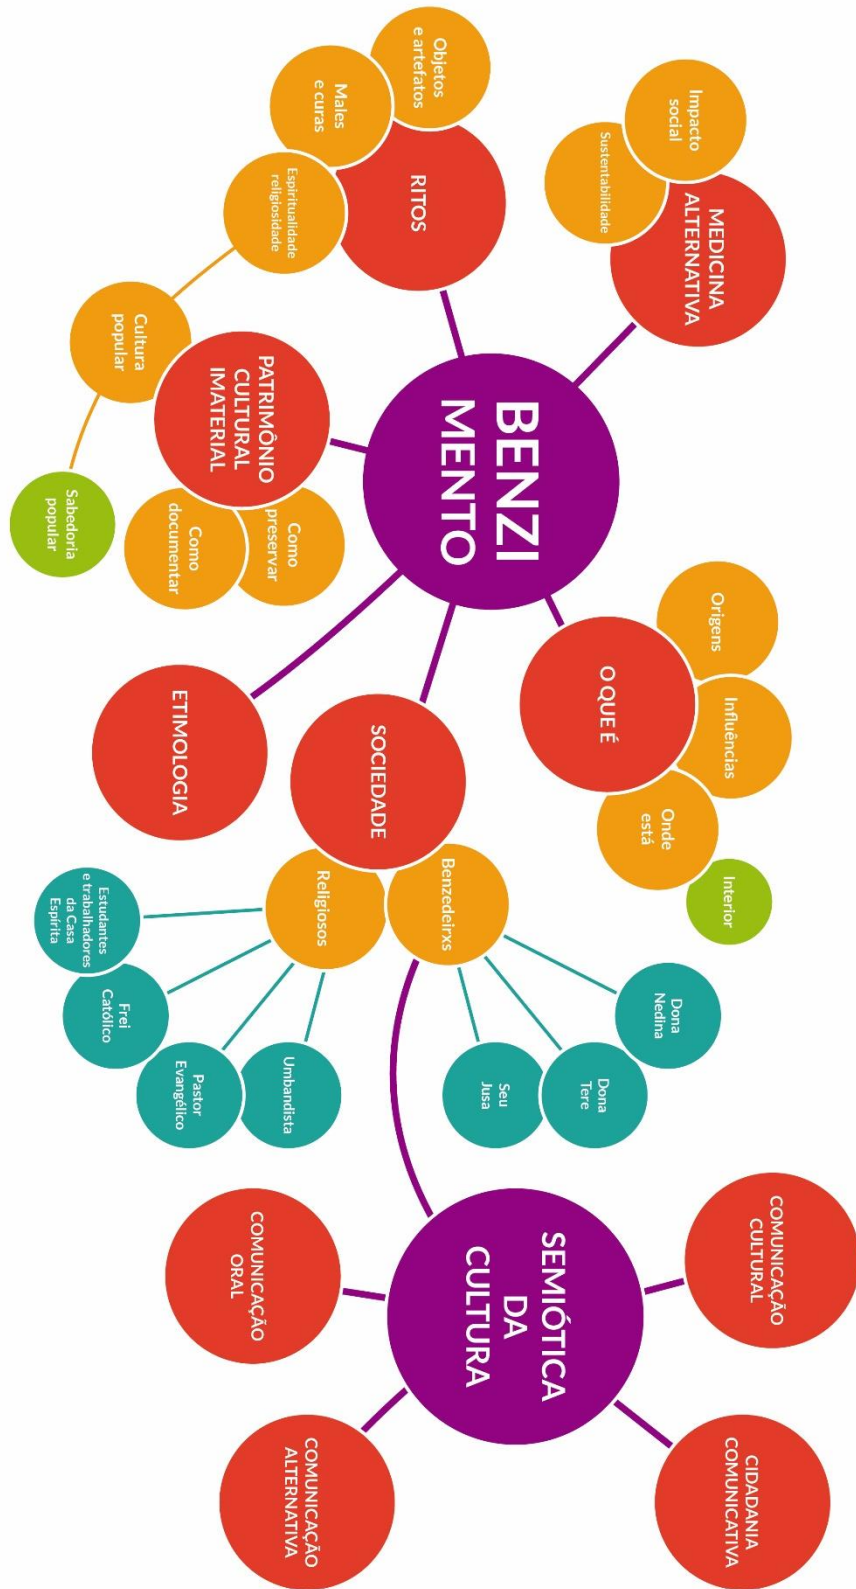 MEDICINA
ALTERNATIVA
Impacto
social
Sustentabilidade
RITOS
Objetos
e artefatos
Males
e curas
Espiritualidade
religiosidade
BENZI
MENTO
PATRIMÔNIO
CULTURAL
IMATERIAL
Cultura
popular
Sabedoria
popular
Como
preservar
Como
documentar
ETIMOLOGIA
O QUE É
Origens
Influências
Onde
está
Interior
SOCIEDADE
Benzedeirxs
Dona
Nedina
Dona
Tere
Seu
Jusa
Religiosos
Umbandista
Pastor
Evangélico
Frei
Católico
Estudantes
e trabalhadores
da Casa
Espírita
SEMIÓTICA
DA
CULTURA
COMUNICAÇÃO
CULTURAL
CIDADANIA
COMUNICATIVA
COMUNICAÇÃO
ORAL
COMUNICAÇÃO
ALTERNATIVA